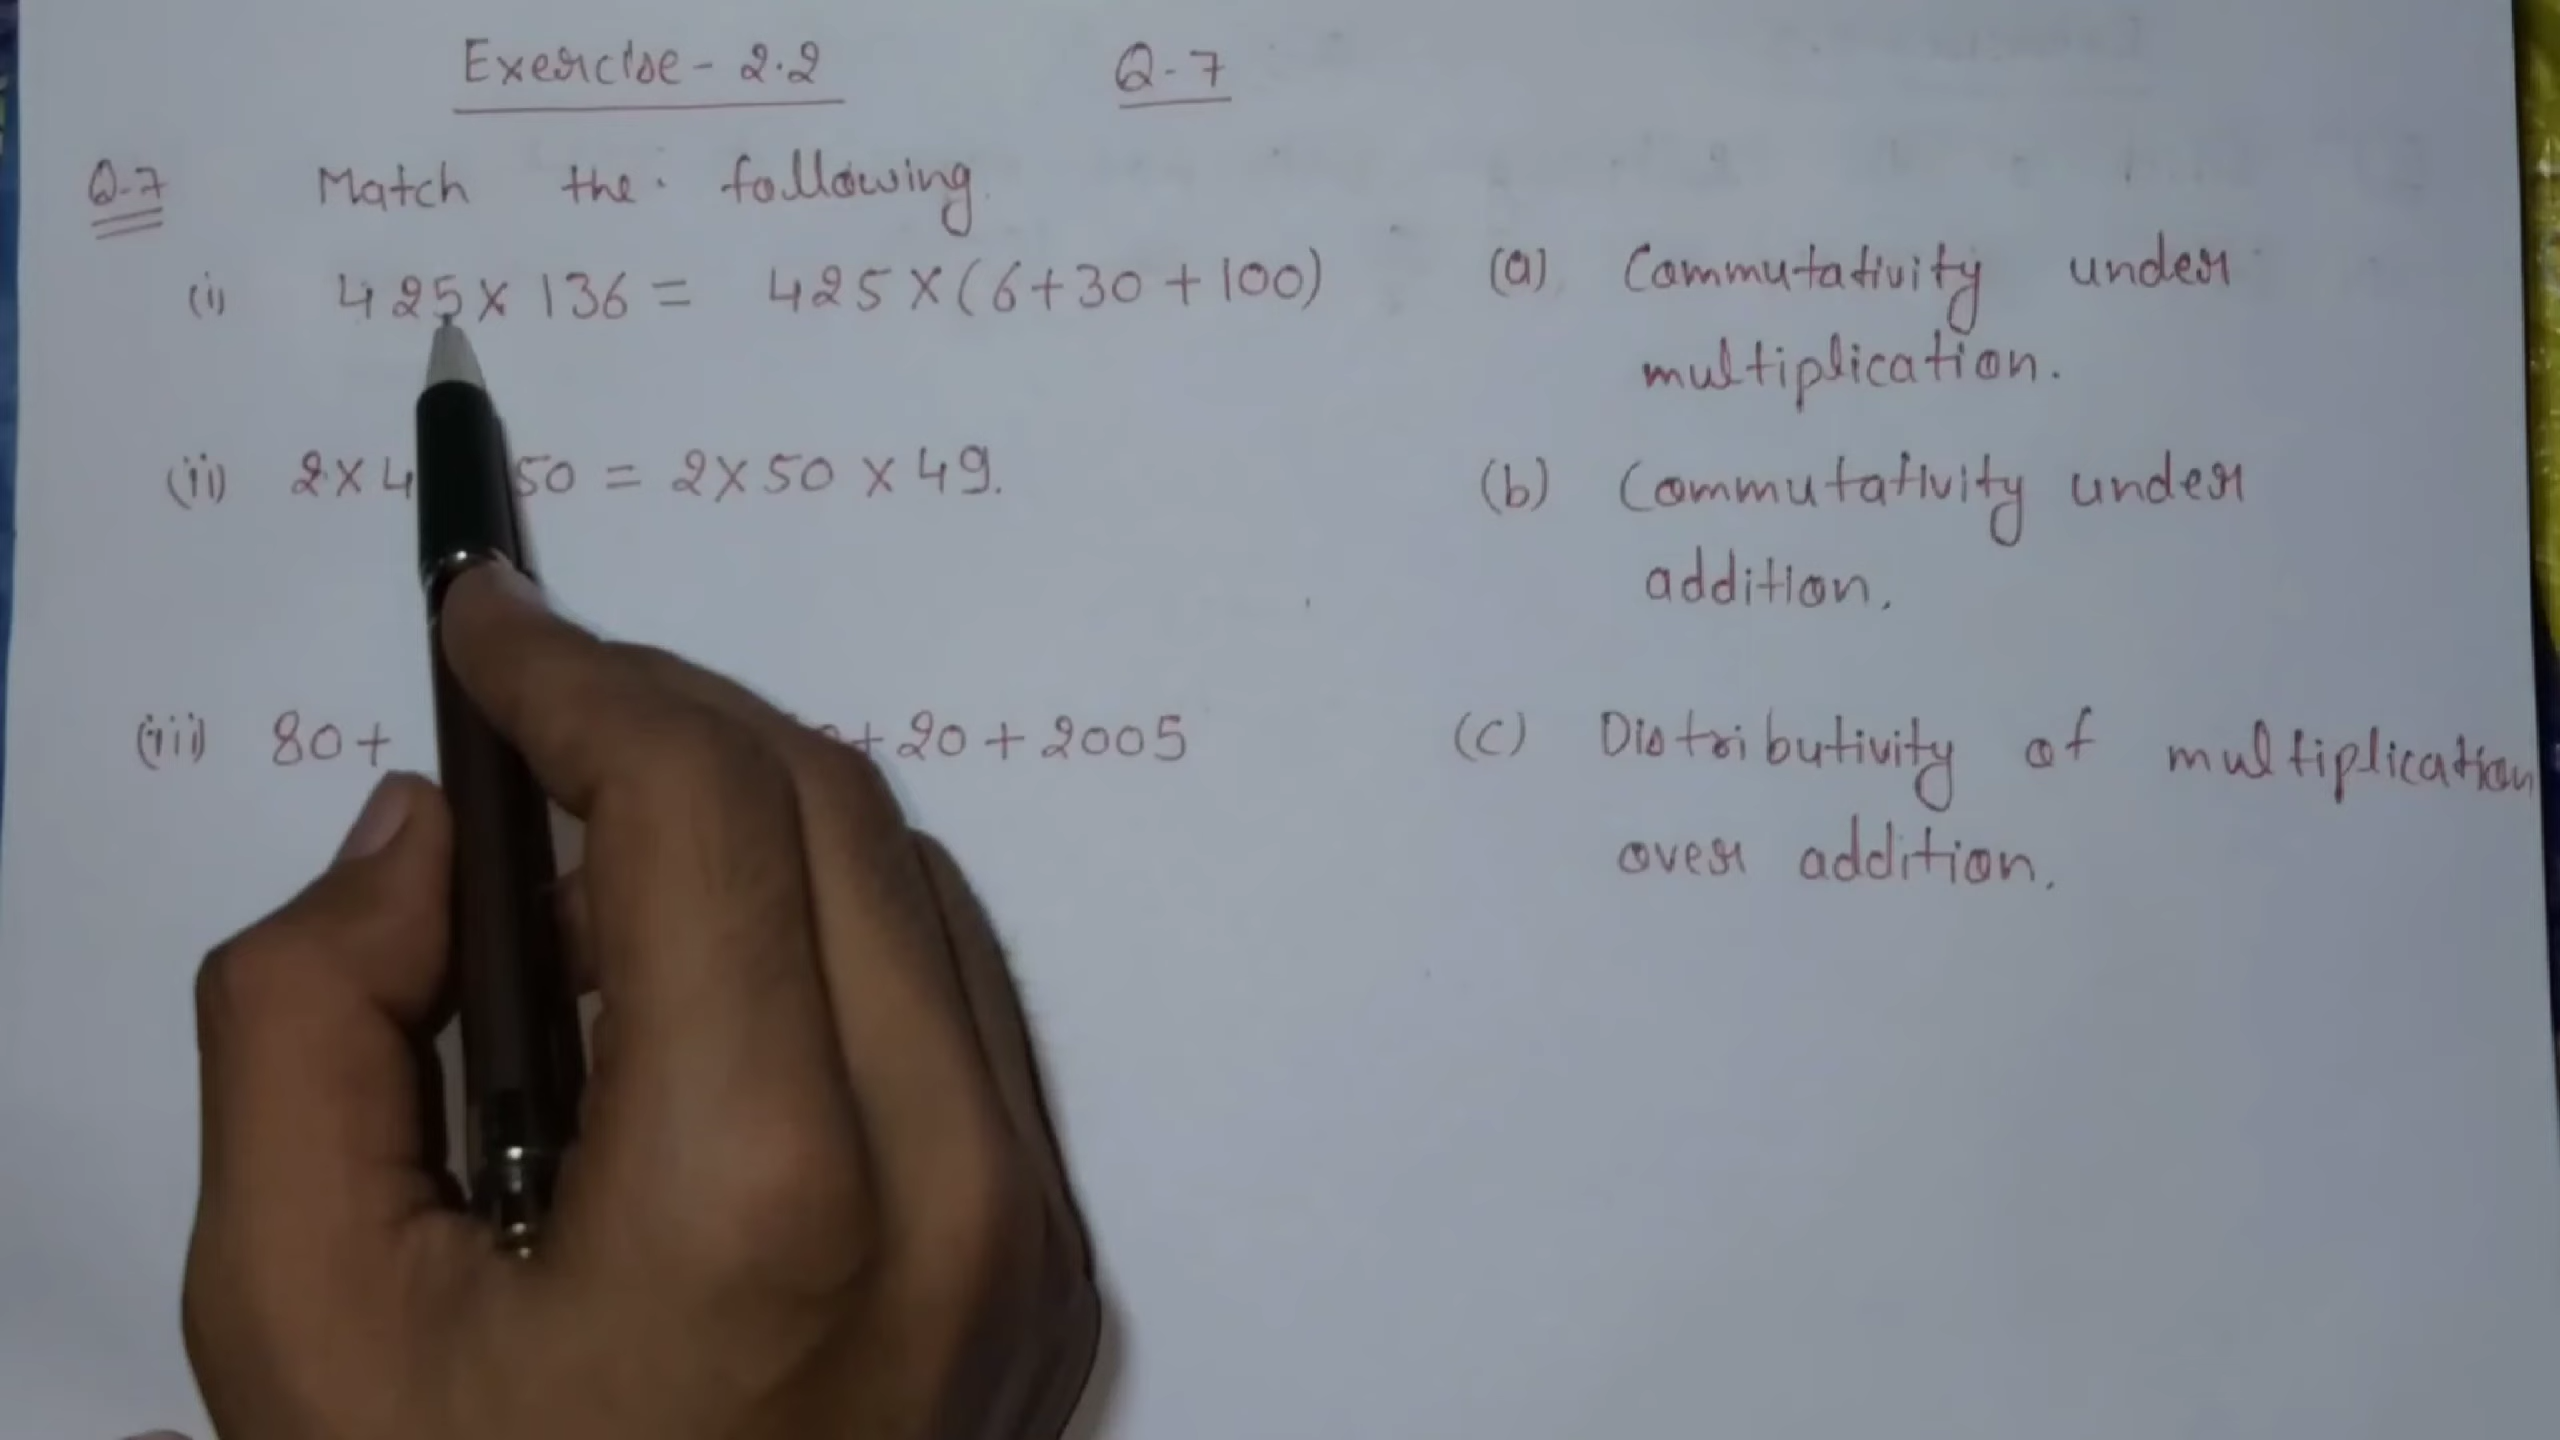 Exercise - 2.2 Q-7
Q-7 Match the following
(i) 425 x 136 = 425 x (6+30+100) (a) Commutativity under
multiplication.
(ii) 2 x 4 50 = 2 x 50 x 49. (b) Commutativity under
addition.
(iii) 80 + + 20 + 2005 (c) Distributivity of multiplication
over addition.